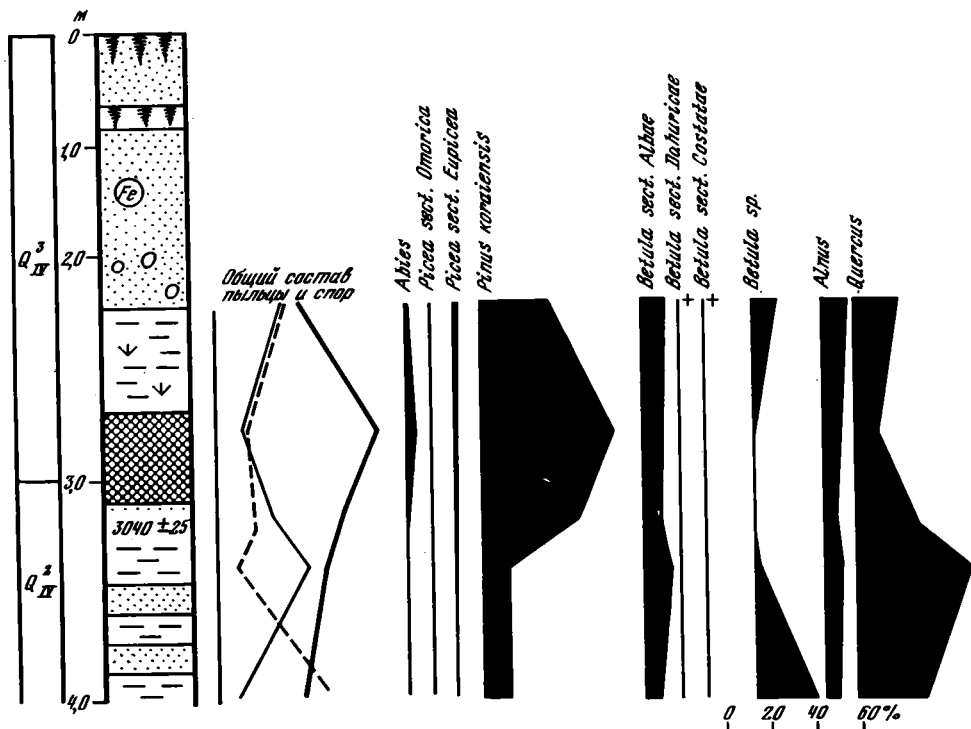 м
0
1,0
2,0
3,0
4,0
Q³IV
Q²IV
Fe
3040 ±25
Общий состав
пыльцы и спор
Abies
Picea sect. Omorica
Picea sect. Eupicea
Pinus koraiensis
Betula sect. Albae
Betula sect. Dahuricae
+
Betula sect. Costatae
+
Betula sp.
Alnus
Quercus
0 20 40 60%